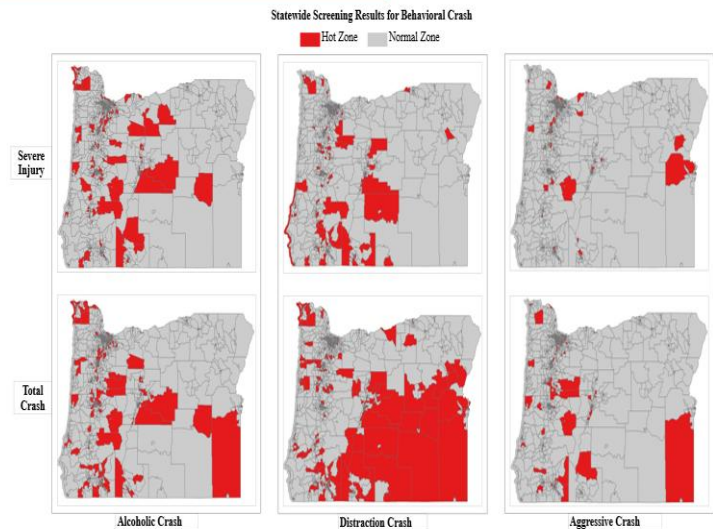 Statewide Screening Results for Behavioral Crash
Hot Zone
Normal Zone
Severe
Injury
Total
Crash
Alcoholic Crash
Distraction Crash
Aggressive Crash